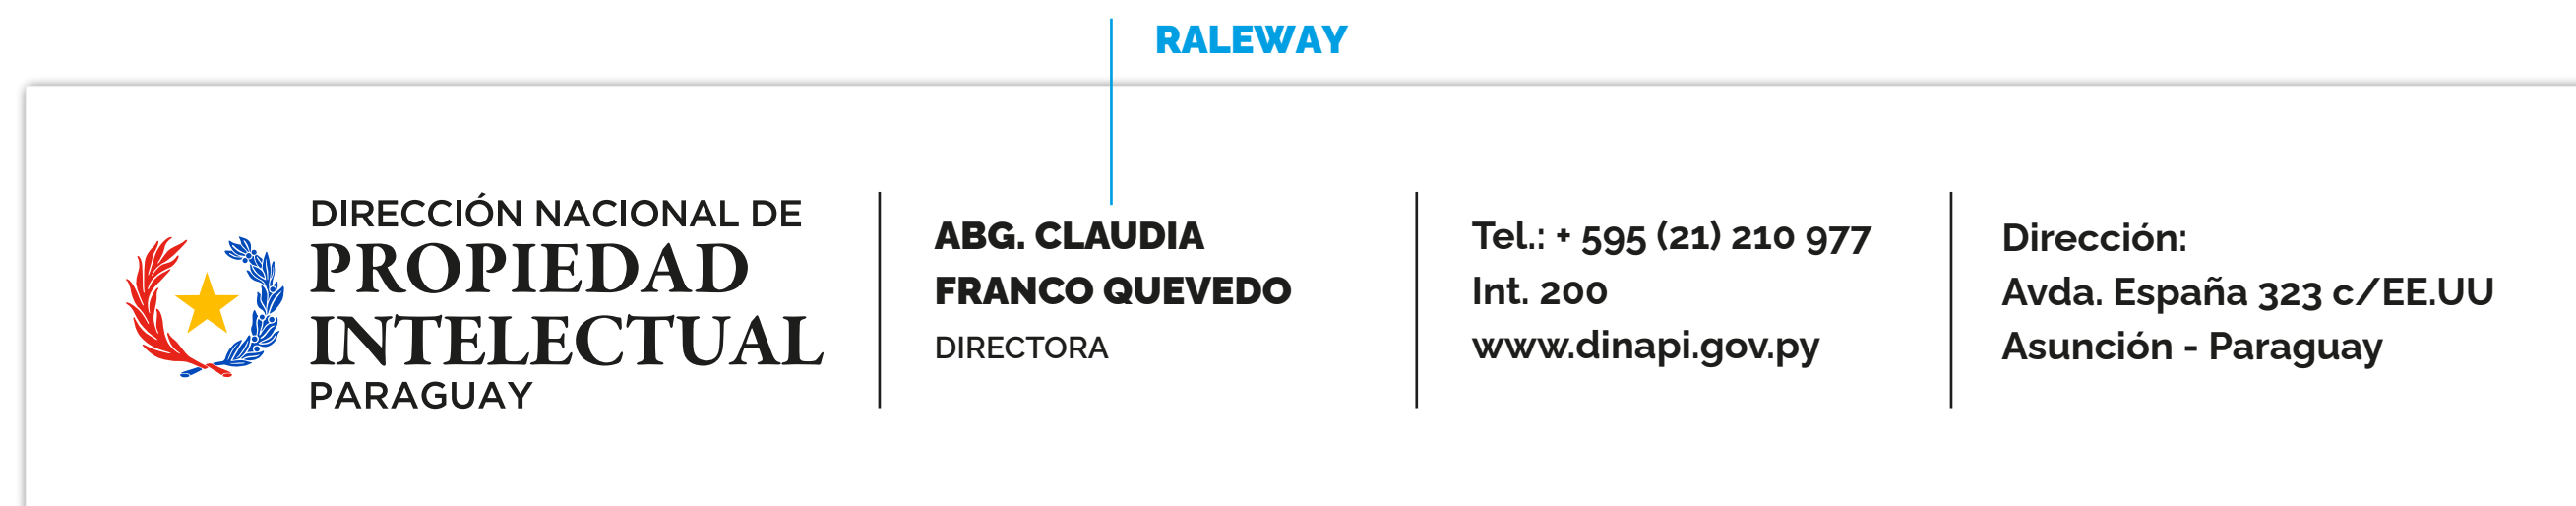 RALEWAY
DIRECCIÓN NACIONAL DE
PROPIEDAD
INTELECTUAL
PARAGUAY
ABG. CLAUDIA
FRANCO QUEVEDO
DIRECTORA
Tel.: + 595 (21) 210 977
Int. 200
www.dinapi.gov.py
Dirección:
Avda. España 323 c/EE.UU
Asunción - Paraguay